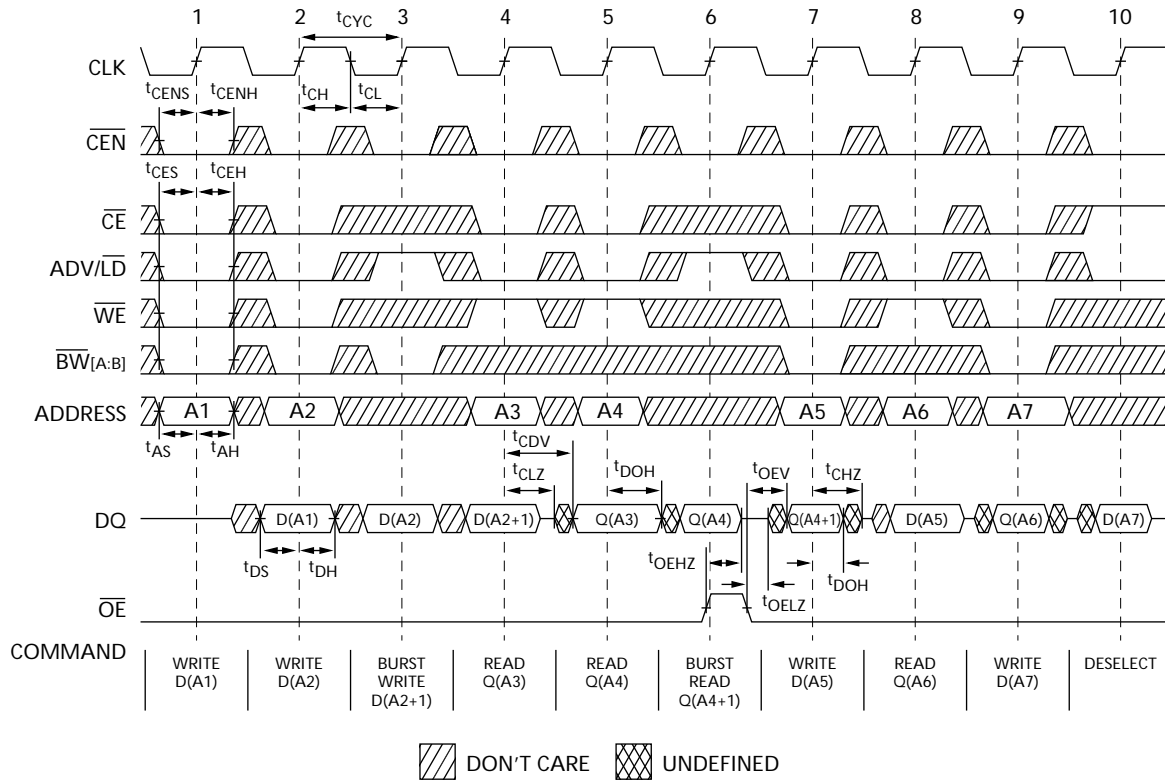 1 2 3 4 5 6 7 8 9 10
tCYC
CLK
tCENS tCENH tCH tCL
CEN
tCES tCEH
CE
ADV/LD
WE
BW[A:B]
ADDRESS A1 A2 A3 A4 A5 A6 A7
tAS tAH tCDV
tCLZ tDOH tOEV tCHZ
DQ D(A1) D(A2) D(A2+1) Q(A3) Q(A4) Q(A4+1) D(A5) Q(A6) D(A7)
tDS tDH tOEHZ tDOH
tOELZ
OE
COMMAND
WRITE
D(A1)
WRITE
D(A2)
BURST
WRITE
D(A2+1)
READ
Q(A3)
READ
Q(A4)
BURST
READ
Q(A4+1)
WRITE
D(A5)
READ
Q(A6)
WRITE
D(A7)
DESELECT
DON'T CARE UNDEFINED